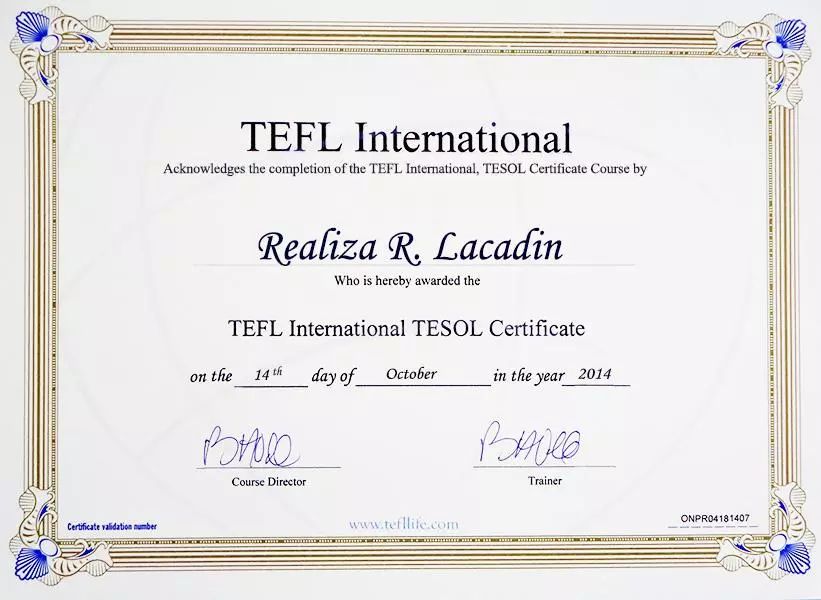 TEFL International
Acknowledges the completion of the TEFL International, TESOL Certificate Course by
Realiza R. Lacadin
Who is hereby awarded the
TEFL International TESOL Certificate
on the 14th day of October in the year 2014
Course Director Trainer
Certificate validation number www.tefllife.com ONPR04181407